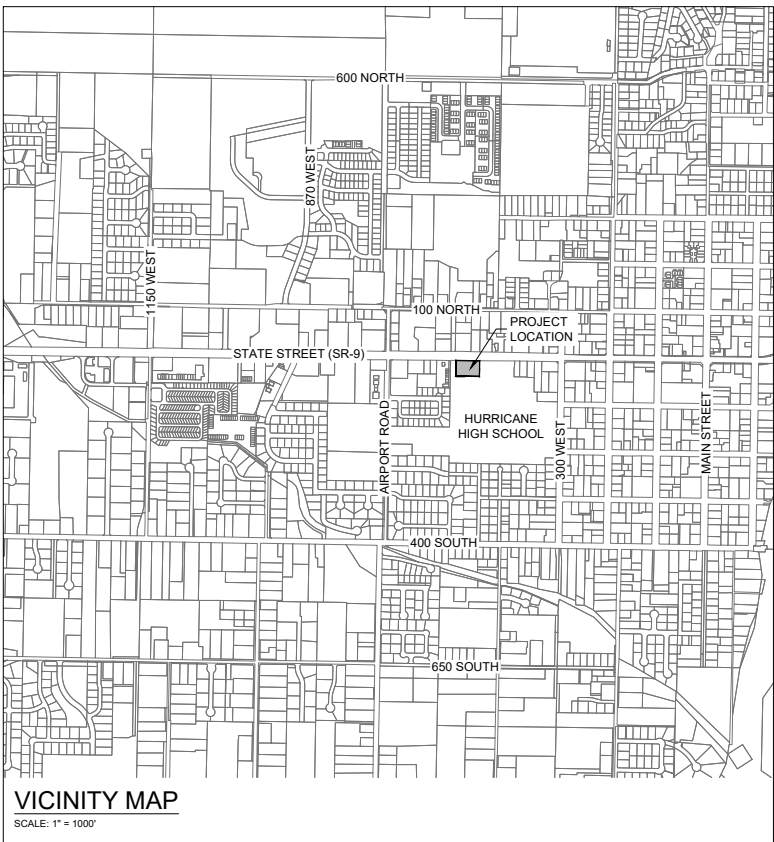 600 NORTH
870 WEST
1150 WEST
100 NORTH
PROJECT
LOCATION
STATE STREET (SR-9)
AIRPORT ROAD
HURRICANE
HIGH SCHOOL
300 WEST
MAIN STREET
400 SOUTH
650 SOUTH
VICINITY MAP
SCALE: 1" = 1000'